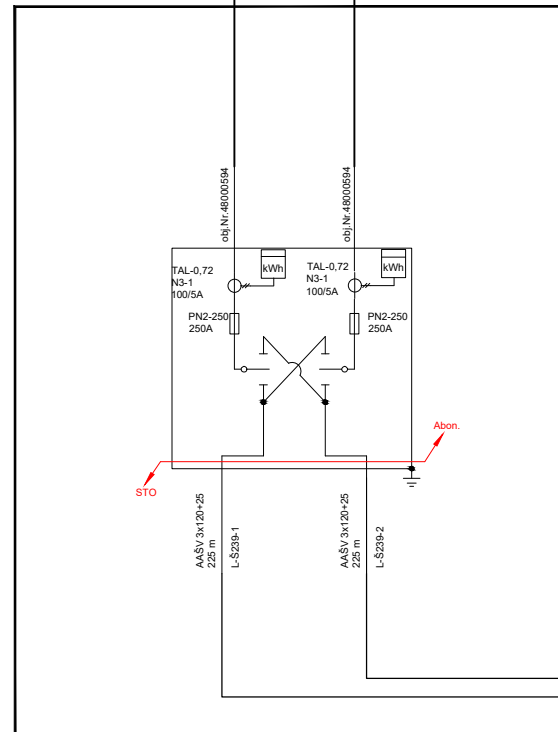 obj.Nr.48000594
obj.Nr.48000594
TAL-0,72
N3-1
100/5A
kWh
TAL-0,72
N3-1
100/5A
kWh
PN2-250
250A
PN2-250
250A
Abon.
STO
AAŠV 3x120+25
225 m
L-Š239-1
AAŠV 3x120+25
225 m
L-Š239-2